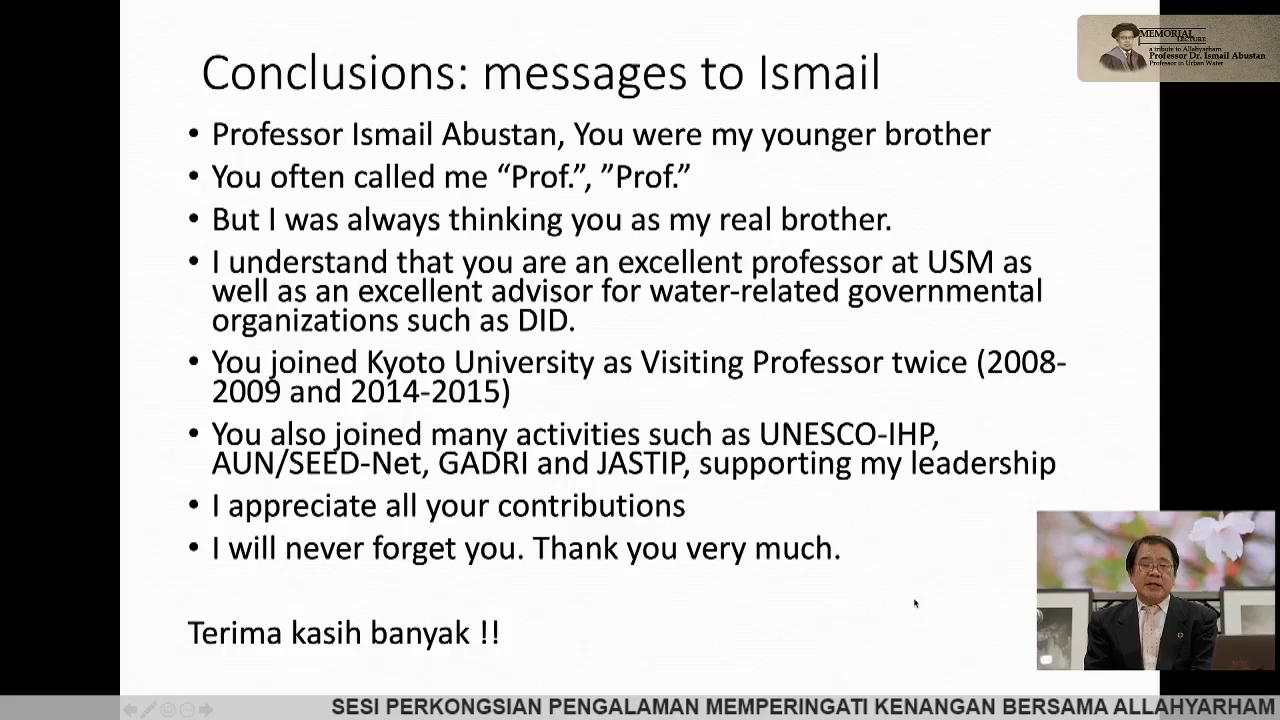 MEMORIAL
LECTURE
a tribute to Allahyarham
Professor Dr. Ismail Abustan
Professor in Urban Water
Conclusions: messages to Ismail
• Professor Ismail Abustan, You were my younger brother
• You often called me “Prof.”, ”Prof.”
• But I was always thinking you as my real brother.
• I understand that you are an excellent professor at USM as
well as an excellent advisor for water-related governmental
organizations such as DID.
• You joined Kyoto University as Visiting Professor twice (2008-
2009 and 2014-2015)
• You also joined many activities such as UNESCO-IHP,
AUN/SEED-Net, GADRI and JASTIP, supporting my leadership
• I appreciate all your contributions
• I will never forget you. Thank you very much.
Terima kasih banyak !!
SESI PERKONGSIAN PENGALAMAN MEMPERINGATI KENANGAN BERSAMA ALLAHYARHAM